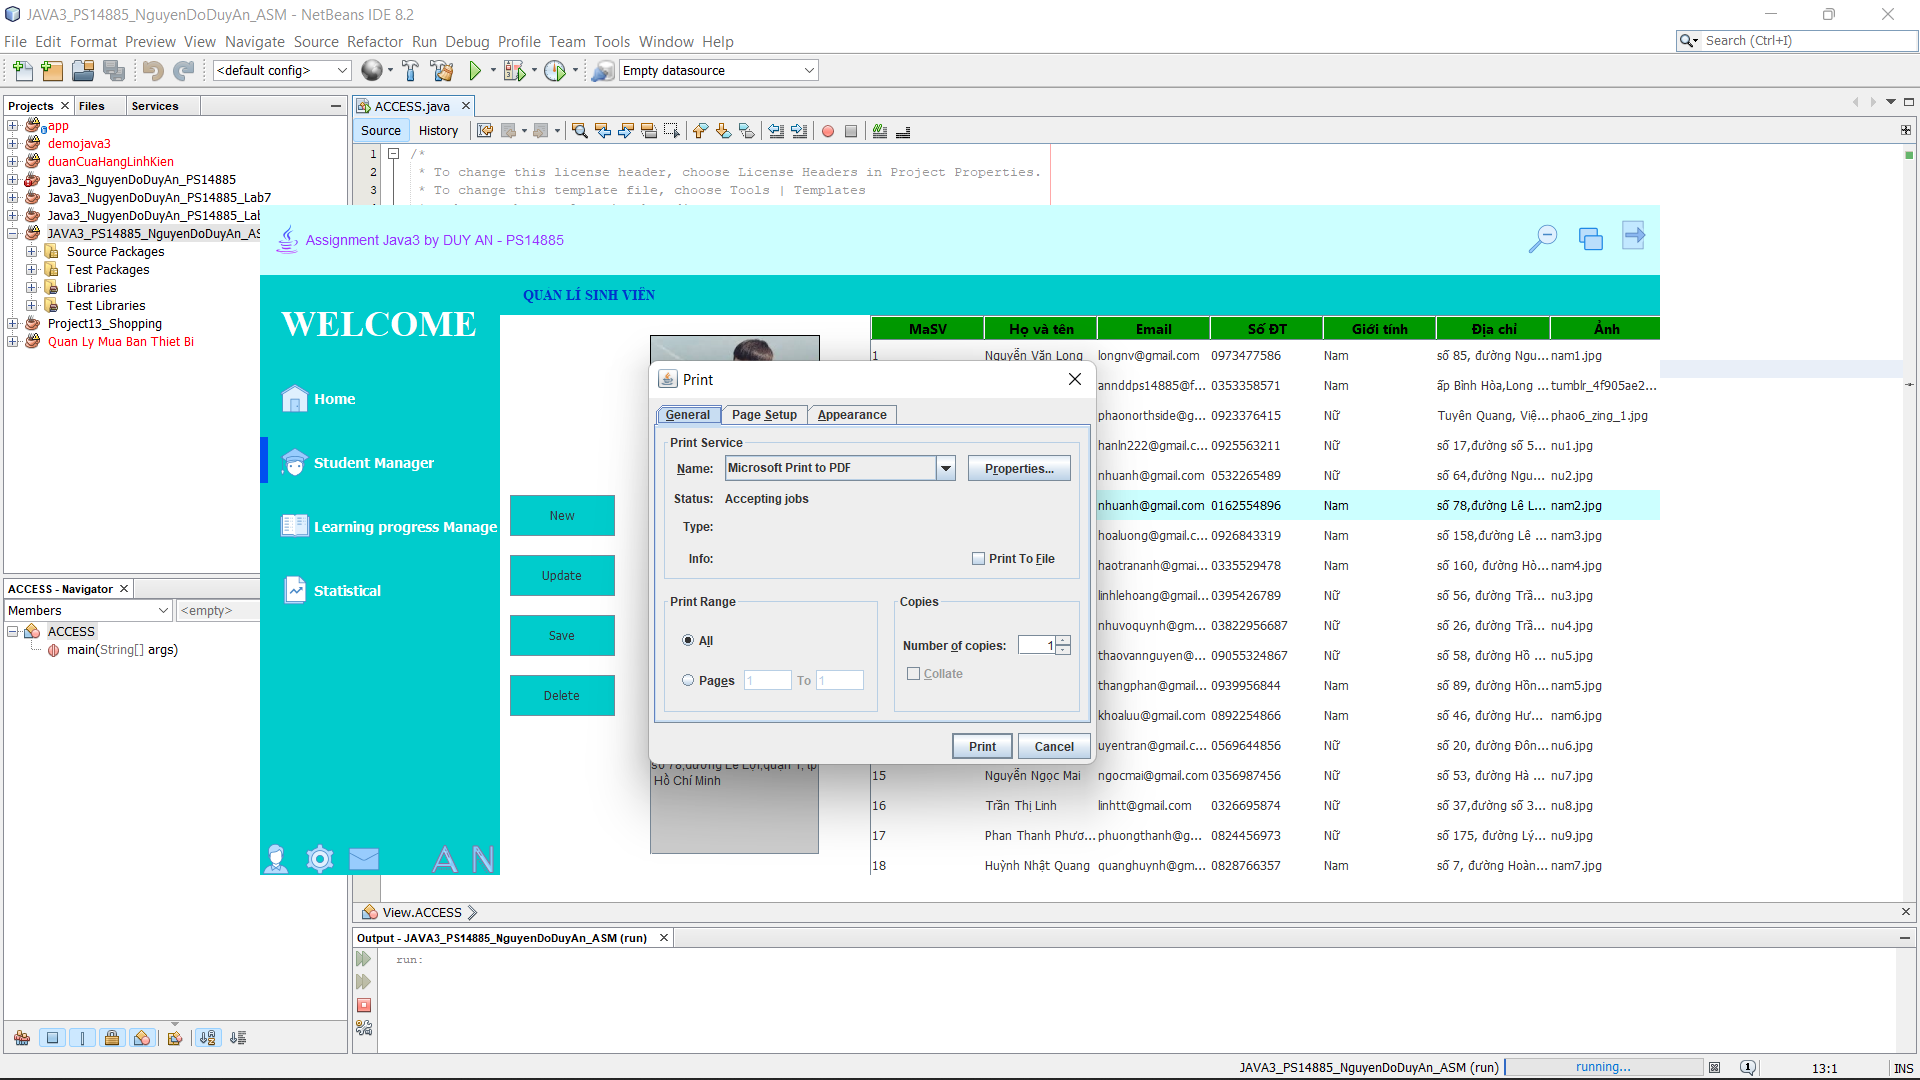 JAVA3_PS14885_NguyenDoDuyAn_ASM - NetBeans IDE 8.2
File Edit Format Preview View Navigate Source Refactor Run Debug Profile Team Tools Window Help
Search (Ctrl+I)
<default config>
Empty datasource
Projects Files Services
ACCESS.java
app
demojava3
duanCuaHangLinhKien
java3_NguyenDoDuyAn_PS14885
Java3_NugyenDoDuyAn_PS14885_Lab7
Java3_NugyenDoDuyAn_PS14885_Lab
JAVA3_PS14885_NguyenDoDuyAn_AS
Source Packages
Test Packages
Libraries
Test Libraries
Project13_Shopping
Quan Ly Mua Ban Thiet Bi
Source History
1 /*
2 * To change this license header, choose License Headers in Project Properties.
3 * To change this template file, choose Tools | Templates
Assignment Java3 by DUY AN - PS14885
WELCOME
Home
Student Manager
Learning progress Manage
Statistical
A N
QUAN LÍ SINH VIÊN
New
Update
Save
Delete
Hồ Chí Minh
MaSV Họ và tên Email Số ĐT Giới tính Địa chỉ Ảnh
1 Nguyễn Văn Long longnv@gmail.com 0973477586 Nam số 85, đường Ngu... nam1.jpg
annddps14885@f... 0353358571 Nam ấp Bình Hòa,Long ... tumblr_4f905ae2...
phaonorthside@g... 0923376415 Nữ Tuyên Quang, Việ... phao6_zing_1.jpg
hanln222@gmail.c... 0925563211 Nữ số 17,đường số 5... nu1.jpg
nhuanh@gmail.com 0532265489 Nữ số 64,đường Ngu... nu2.jpg
nhuanh@gmail.com 0162554896 Nam số 78,đường Lê L... nam2.jpg
hoaluong@gmail.c... 0926843319 Nam số 158,đường Lê ... nam3.jpg
haotrananh@gmai... 0335529478 Nam số 160, đường Hò... nam4.jpg
linhlehoang@gmail... 0395426789 Nữ số 56, đường Trầ... nu3.jpg
nhuvoquynh@gm... 03822956687 Nữ số 26, đường Trầ... nu4.jpg
thaovannguyen@... 09055324867 Nữ số 58, đường Hồ ... nu5.jpg
thangphan@gmail... 0939956844 Nam số 89, đường Hồn... nam5.jpg
khoaluu@gmail.com 0892254866 Nam số 46, đường Hư... nam6.jpg
uyentran@gmail.c... 0569644856 Nữ số 20, đường Đôn... nu6.jpg
15 Nguyễn Ngọc Mai ngocmai@gmail.com 0356987456 Nữ số 53, đường Hà ... nu7.jpg
16 Trần Thị Linh linhtt@gmail.com 0326695874 Nữ số 37,đường số 3... nu8.jpg
17 Phan Thanh Phươ... phuongthanh@g... 0824456973 Nữ số 175, đường Lý... nu9.jpg
18 Huỳnh Nhật Quang quanghuynh@gm... 0828766357 Nam số 7, đường Hoàn... nam7.jpg
Print
General Page Setup Appearance
Print Service
Name: Microsoft Print to PDF Properties...
Status: Accepting jobs
Type:
Info: Print To File
Print Range
All
Pages 1 To 1
Copies
Number of copies: 1
Collate
Print Cancel
ACCESS - Navigator
Members <empty>
ACCESS
main(String[] args)
View.ACCESS
Output - JAVA3_PS14885_NguyenDoDuyAn_ASM (run)
run:
JAVA3_PS14885_NguyenDoDuyAn_ASM (run) running... 1 13:1 INS